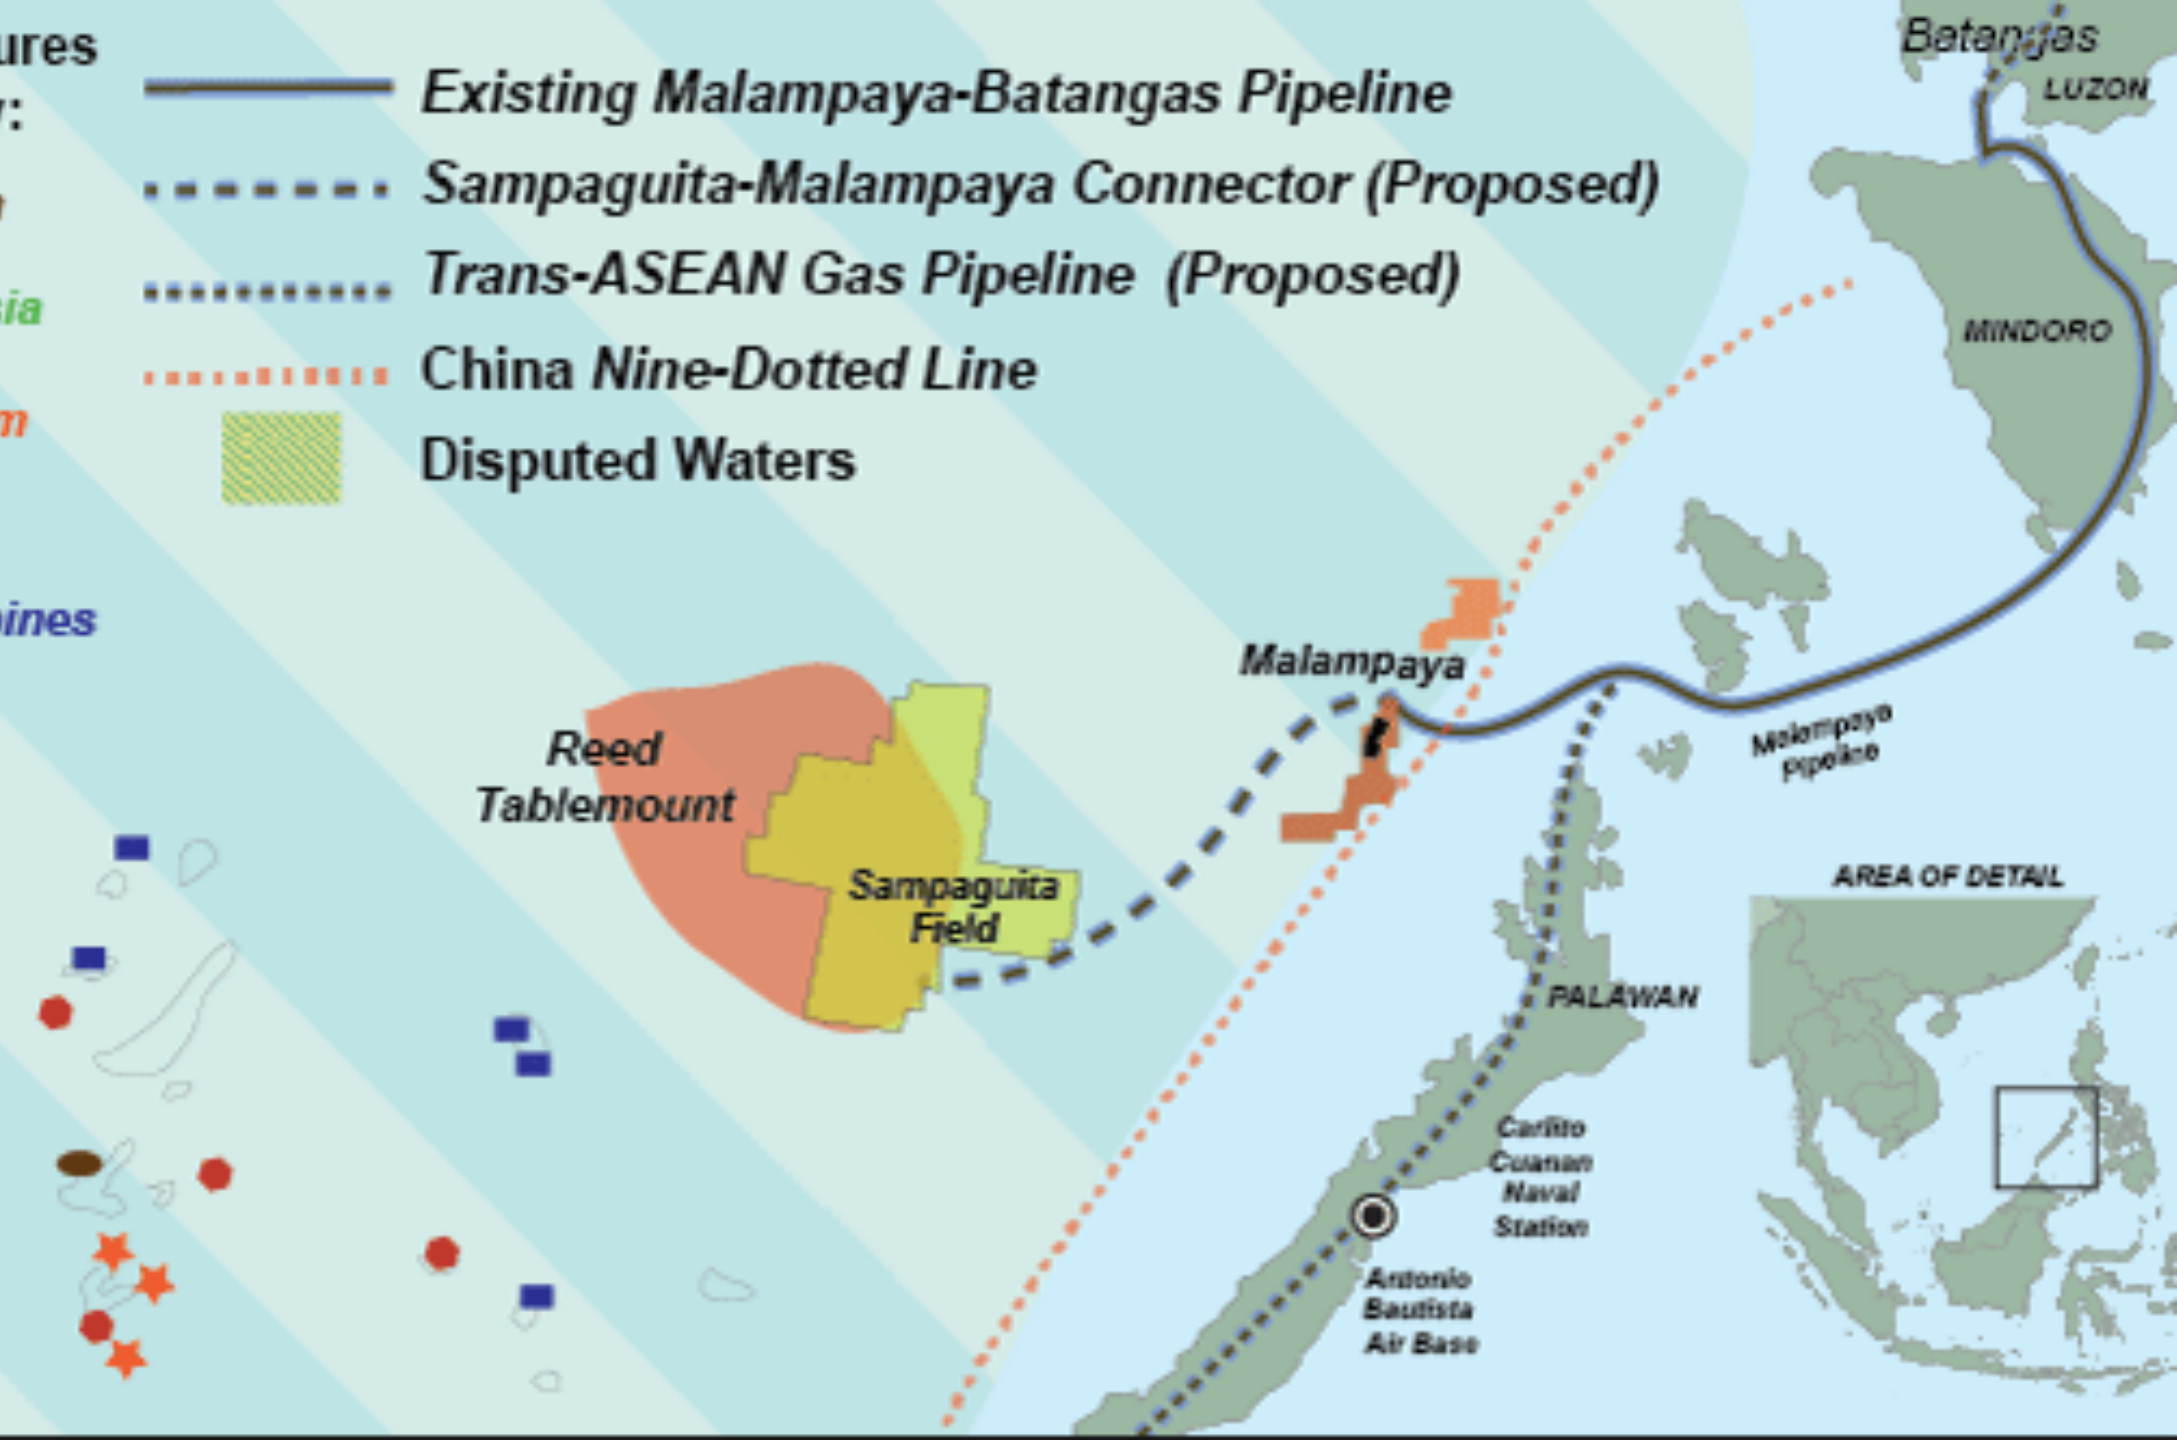 ures
Existing Malampaya-Batangas Pipeline
Sampaguita-Malampaya Connector (Proposed)
Trans-ASEAN Gas Pipeline (Proposed)
sia
China Nine-Dotted Line
m
Disputed Waters
ines
Batangas
LUZON
MINDORO
Malampaya
Malampaya
Pipeline
Reed
Tablemount
Sampaguita
Field
AREA OF DETAIL
PALAWAN
Carlito
Cuanan
Naval
Station
Antonio
Bautista
Air Base